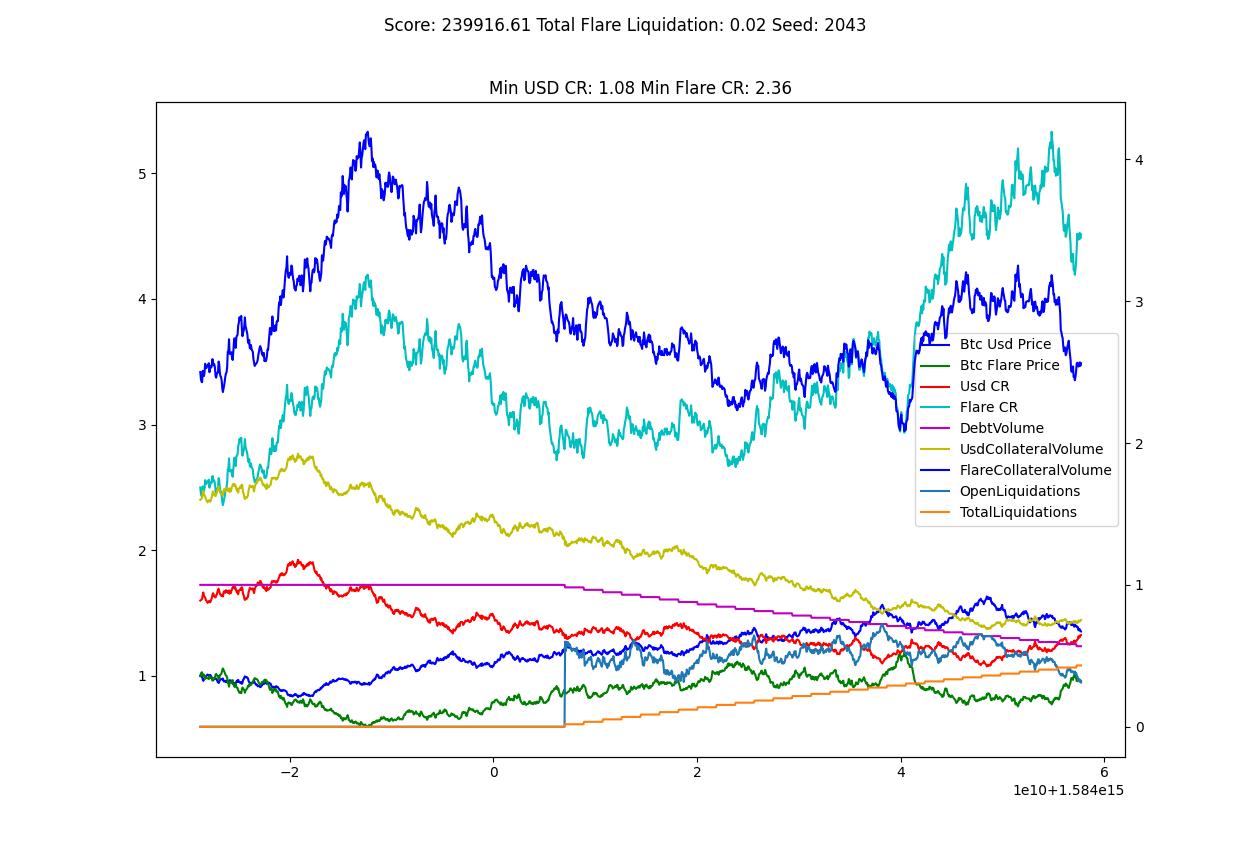 Score: 239916.61 Total Flare Liquidation: 0.02 Seed: 2043
Min USD CR: 1.08 Min Flare CR: 2.36
5
4
3
2
1
4
3
2
1
0
Btc Usd Price
Btc Flare Price
Usd CR
Flare CR
DebtVolume
UsdCollateralVolume
FlareCollateralVolume
OpenLiquidations
TotalLiquidations
−2
0
2
4
6
1e10+1.584e15